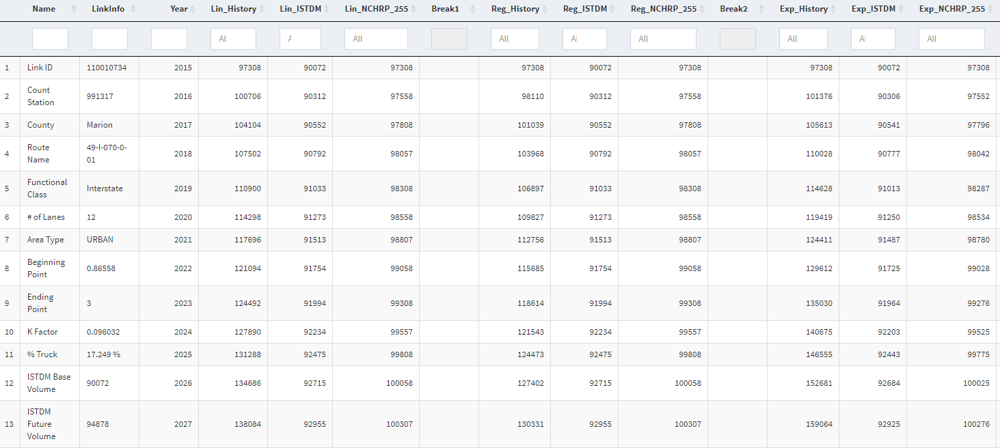 Name LinkInfo Year Lin_History Lin_ISTDM Lin_NCHRP_255 Break1 Reg_History Reg_ISTDM Reg_NCHRP_255 Break2 Exp_History Exp_ISTDM Exp_NCHRP_255
Al A All All Al All All Al All
1 Link ID 110010734 2015 97308 90072 97308 97308 90072 97308 97308 90072 97308
2 Count Station 991317 2016 100706 90312 97558 98110 90312 97558 101376 90306 97552
3 County Marion 2017 104104 90552 97808 101039 90552 97808 105613 90541 97796
4 Route Name 49-I-070-0-01 2018 107502 90792 98057 103968 90792 98057 110028 90777 98042
5 Functional Class Interstate 2019 110900 91033 98308 106897 91033 98308 114628 91013 98287
6 # of Lanes 12 2020 114298 91273 98558 109827 91273 98558 119419 91250 98534
7 Area Type URBAN 2021 117696 91513 98807 112756 91513 98807 124411 91487 98780
8 Beginning Point 0.86558 2022 121094 91754 99058 115685 91754 99058 129612 91725 99028
9 Ending Point 3 2023 124492 91994 99308 118614 91994 99308 135030 91964 99276
10 K Factor 0.096032 2024 127890 92234 99557 121543 92234 99557 140675 92203 99525
11 % Truck 17.249 % 2025 131288 92475 99808 124473 92475 99808 146555 92443 99775
12 ISTDM Base Volume 90072 2026 134686 92715 100058 127402 92715 100058 152681 92684 100025
13 ISTDM Future Volume 94878 2027 138084 92955 100307 130331 92955 100307 159064 92925 100276